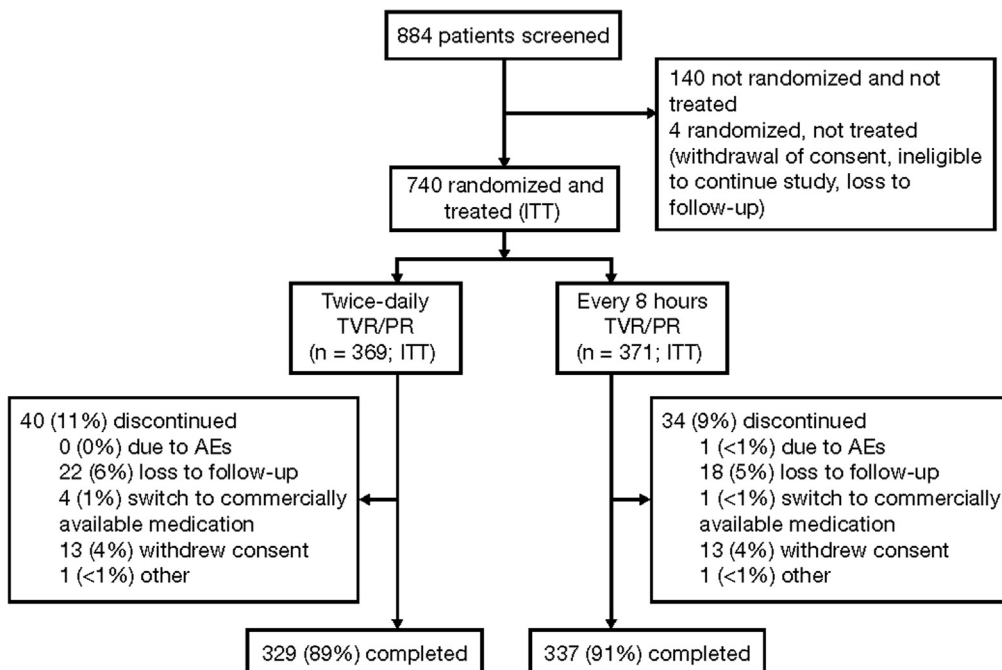 884 patients screened
140 not randomized and not
treated
4 randomized, not treated
(withdrawal of consent, ineligible
to continue study, loss to
follow-up)
740 randomized and
treated (ITT)
Twice-daily
TVR/PR
(n = 369; ITT)
Every 8 hours
TVR/PR
(n = 371; ITT)
40 (11%) discontinued
0 (0%) due to AEs
22 (6%) loss to follow-up
4 (1%) switch to commercially
available medication
13 (4%) withdrew consent
1 (<1%) other
34 (9%) discontinued
1 (<1%) due to AEs
18 (5%) loss to follow-up
1 (<1%) switch to commercially
available medication
13 (4%) withdrew consent
1 (<1%) other
329 (89%) completed
337 (91%) completed